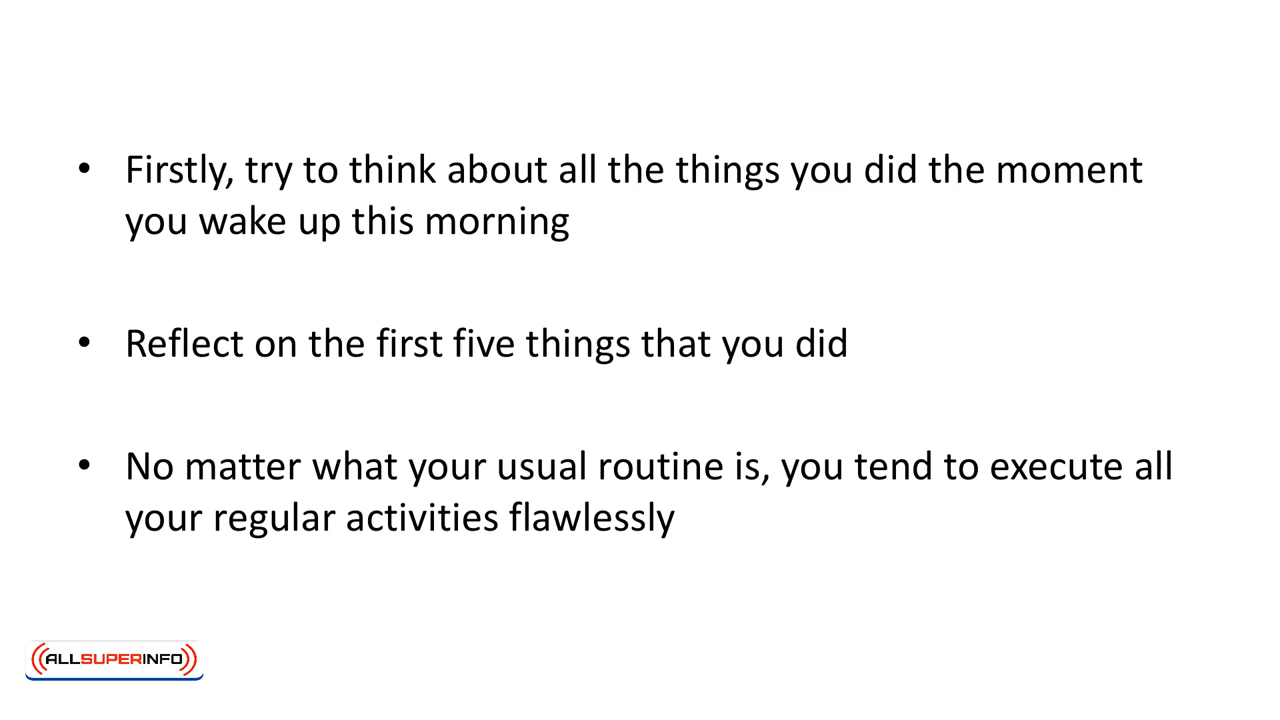 • Firstly, try to think about all the things you did the moment
you wake up this morning
• Reflect on the first five things that you did
• No matter what your usual routine is, you tend to execute all
your regular activities flawlessly
ALLSUPERINFO